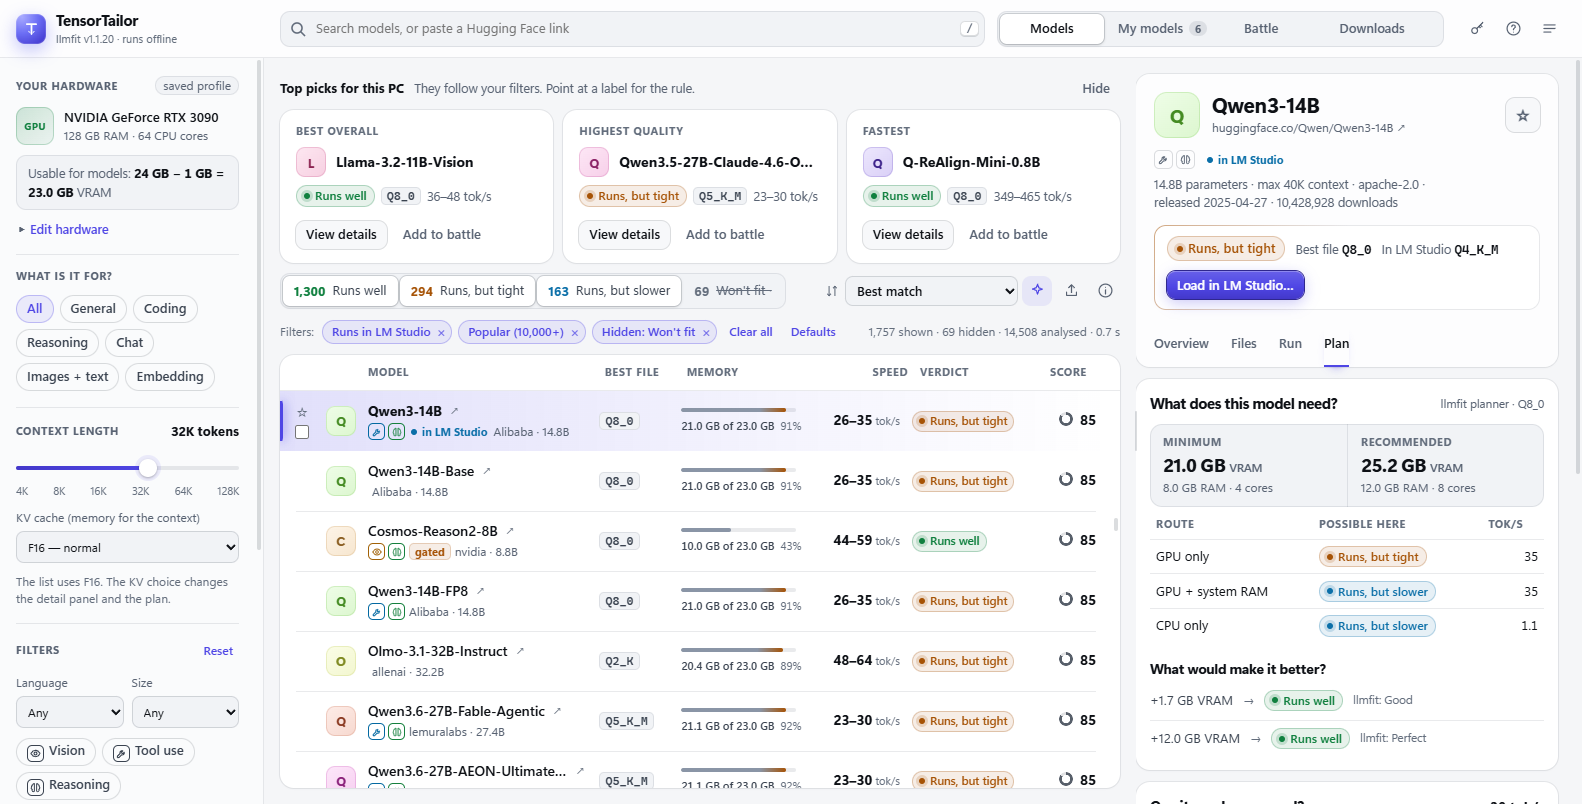 TensorTailor
llmfit v1.1.20 · runs offline
Search models, or paste a Hugging Face link
/
Models
My models 6
Battle
Downloads
YOUR HARDWARE
saved profile
GPU
NVIDIA GeForce RTX 3090
128 GB RAM · 64 CPU cores
Usable for models: 24 GB – 1 GB =
23.0 GB VRAM
▸ Edit hardware
WHAT IS IT FOR?
All
General
Coding
Reasoning
Chat
Images + text
Embedding
CONTEXT LENGTH
32K tokens
4K 8K 16K 32K 64K 128K
KV cache (memory for the context)
F16 — normal
The list uses F16. The KV choice changes
the detail panel and the plan.
FILTERS
Reset
Language
Size
Any
Any
Vision
Tool use
Reasoning
Top picks for this PC
They follow your filters. Point at a label for the rule.
Hide
BEST OVERALL
L
Llama-3.2-11B-Vision
Runs well Q8_0 36–48 tok/s
View details
Add to battle
HIGHEST QUALITY
Q
Qwen3.5-27B-Claude-4.6-O...
Runs, but tight Q5_K_M 23–30 tok/s
View details
Add to battle
FASTEST
Q
Q-ReAlign-Mini-0.8B
Runs well Q8_0 349–465 tok/s
View details
Add to battle
1,300 Runs well
294 Runs, but tight
163 Runs, but slower
69 Won't fit
Best match
Filters:
Runs in LM Studio ×
Popular (10,000+) ×
Hidden: Won't fit ×
Clear all
Defaults
1,757 shown · 69 hidden · 14,508 analysed · 0.7 s
MODEL BEST FILE MEMORY SPEED VERDICT SCORE
Q
Qwen3-14B ↗
in LM Studio Alibaba · 14.8B
Q8_0
21.0 GB of 23.0 GB 91%
26–35 tok/s
Runs, but tight
85
Q
Qwen3-14B-Base ↗
Alibaba · 14.8B
Q8_0
21.0 GB of 23.0 GB 91%
26–35 tok/s
Runs, but tight
85
C
Cosmos-Reason2-8B ↗
gated nvidia · 8.8B
Q8_0
10.0 GB of 23.0 GB 43%
44–59 tok/s
Runs well
85
Q
Qwen3-14B-FP8 ↗
Alibaba · 14.8B
Q8_0
21.0 GB of 23.0 GB 91%
26–35 tok/s
Runs, but tight
85
O
Olmo-3.1-32B-Instruct ↗
allenai · 32.2B
Q2_K
20.4 GB of 23.0 GB 89%
48–64 tok/s
Runs, but tight
85
Q
Qwen3.6-27B-Fable-Agentic ↗
lemuralabs · 27.4B
Q5_K_M
21.1 GB of 23.0 GB 92%
23–30 tok/s
Runs, but tight
85
Q
Qwen3.6-27B-AEON-Ultimate... ↗
Q5_K_M
21.1 GB of 23.0 GB 92%
23–30 tok/s
Runs, but tight
85
Q
Qwen3-14B
huggingface.co/Qwen/Qwen3-14B ↗
in LM Studio
14.8B parameters · max 40K context · apache-2.0 ·
released 2025-04-27 · 10,428,928 downloads
Runs, but tight
Best file Q8_0
In LM Studio Q4_K_M
Load in LM Studio...
Overview
Files
Run
Plan
What does this model need?
llmfit planner · Q8_0
MINIMUM
21.0 GB VRAM
8.0 GB RAM · 4 cores
RECOMMENDED
25.2 GB VRAM
12.0 GB RAM · 8 cores
ROUTE POSSIBLE HERE TOK/S
GPU only Runs, but tight 35
GPU + system RAM Runs, but slower 35
CPU only Runs, but slower 1.1
What would make it better?
+1.7 GB VRAM → Runs well llmfit: Good
+12.0 GB VRAM → Runs well llmfit: Perfect